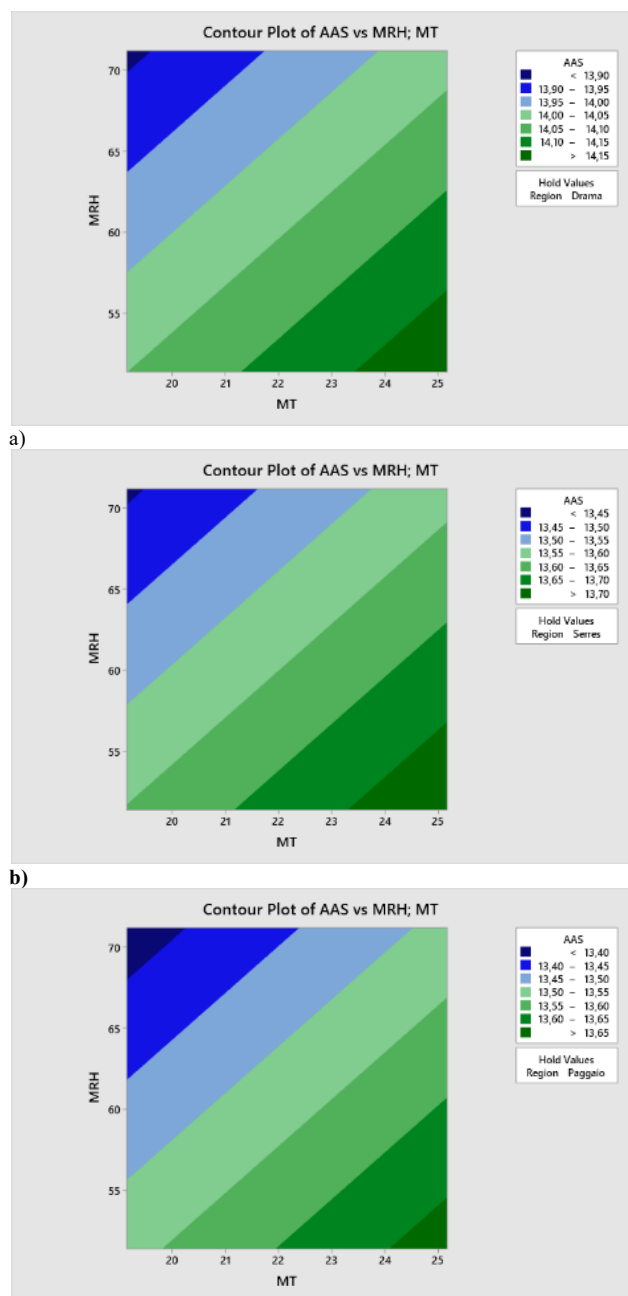 Contour Plot of AAS vs MRH; MT
AAS
< 13,90
13,90 – 13,95
13,95 – 14,00
14,00 – 14,05
14,05 – 14,10
14,10 – 14,15
> 14,15
Hold Values
Region Drama
MRH
70
65
60
55
20 21 22 23 24 25
MT
a)
Contour Plot of AAS vs MRH; MT
AAS
< 13,45
13,45 – 13,50
13,50 – 13,55
13,55 – 13,60
13,60 – 13,65
13,65 – 13,70
> 13,70
Hold Values
Region Serres
MRH
70
65
60
55
20 21 22 23 24 25
MT
b)
Contour Plot of AAS vs MRH; MT
AAS
< 13,40
13,40 – 13,45
13,45 – 13,50
13,50 – 13,55
13,55 – 13,60
13,60 – 13,65
> 13,65
Hold Values
Region Paggaio
MRH
70
65
60
55
20 21 22 23 24 25
MT